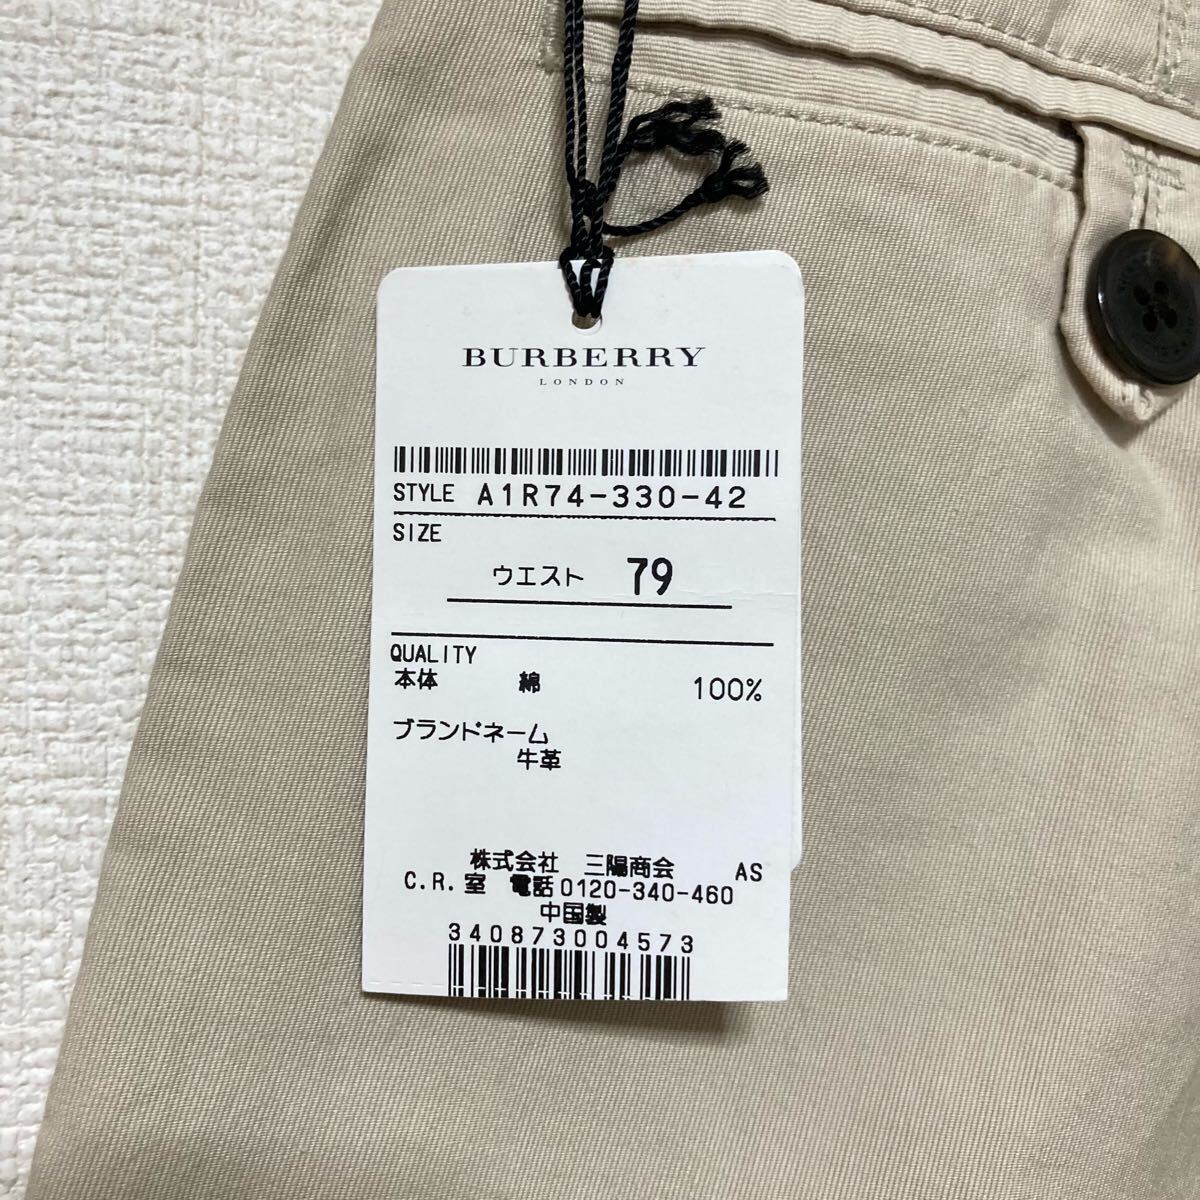 BURBERRY
LONDON
STYLE A1R74-330-42
SIZE
ウエスト 79
QUALITY
本体 綿 100%
ブランドネーム
牛革
株式会社 三陽商会 AS
C.R.室 電話0120-340-460
中国製
340873004573